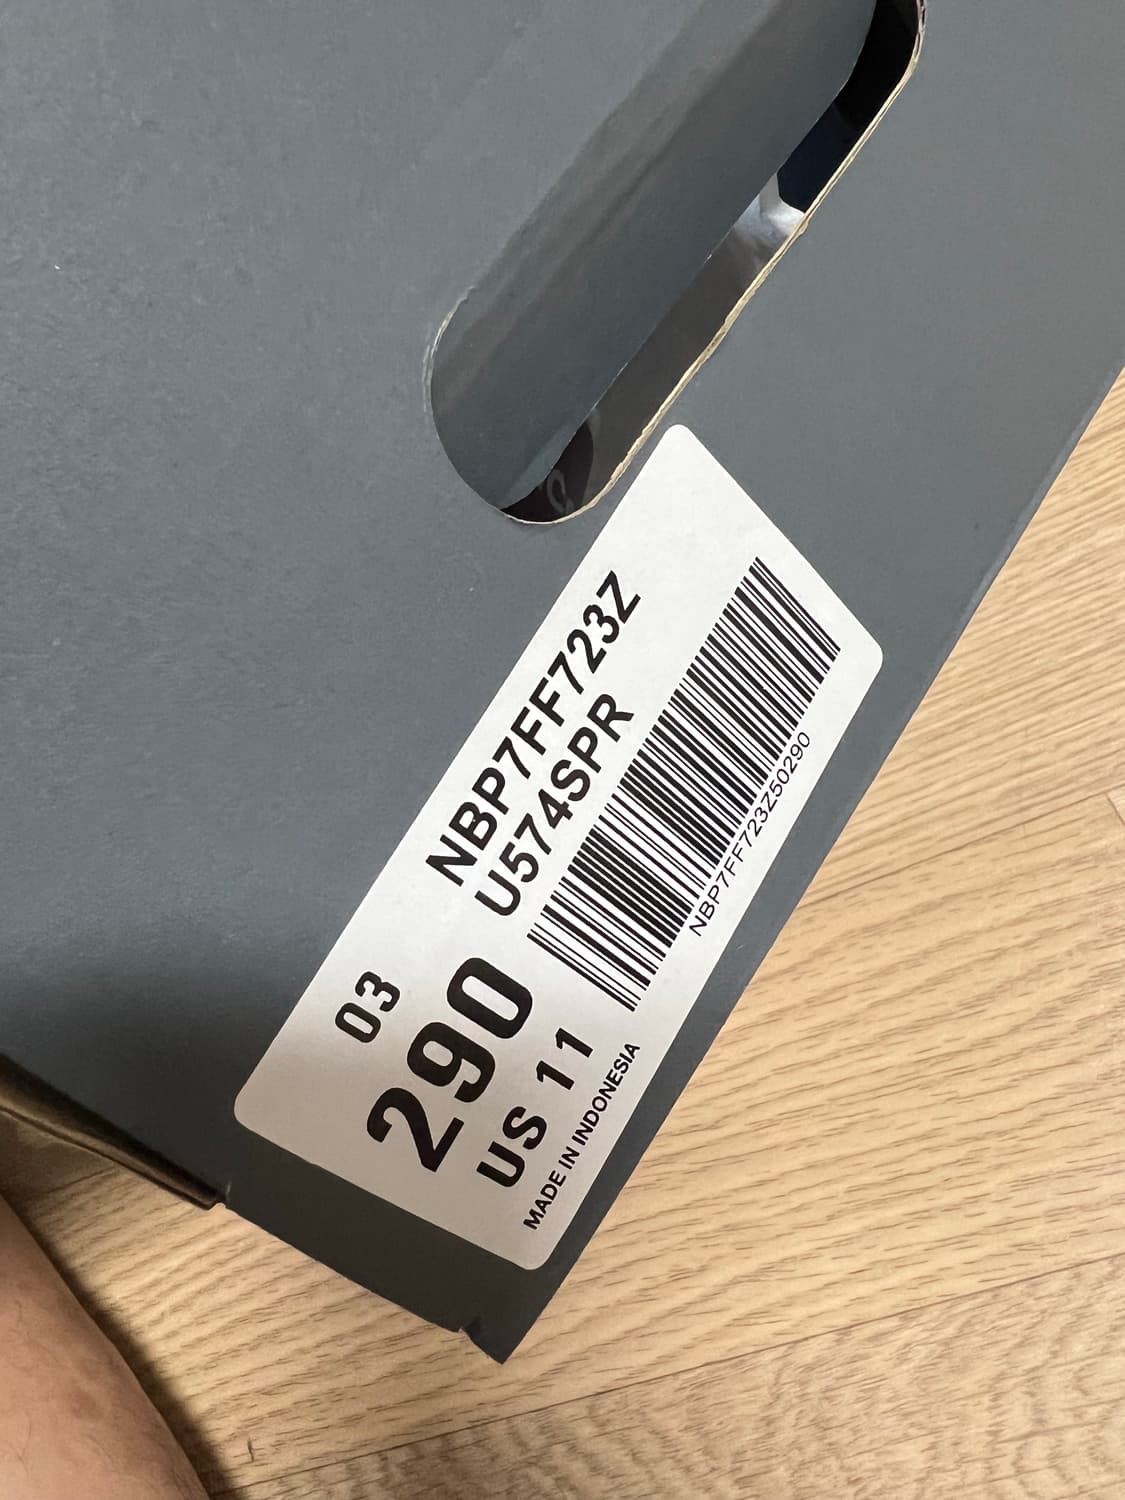 NBP7FF723Z
U574SPR
NBP7FF723Z50290
03
290
US 11
MADE IN INDONESIA